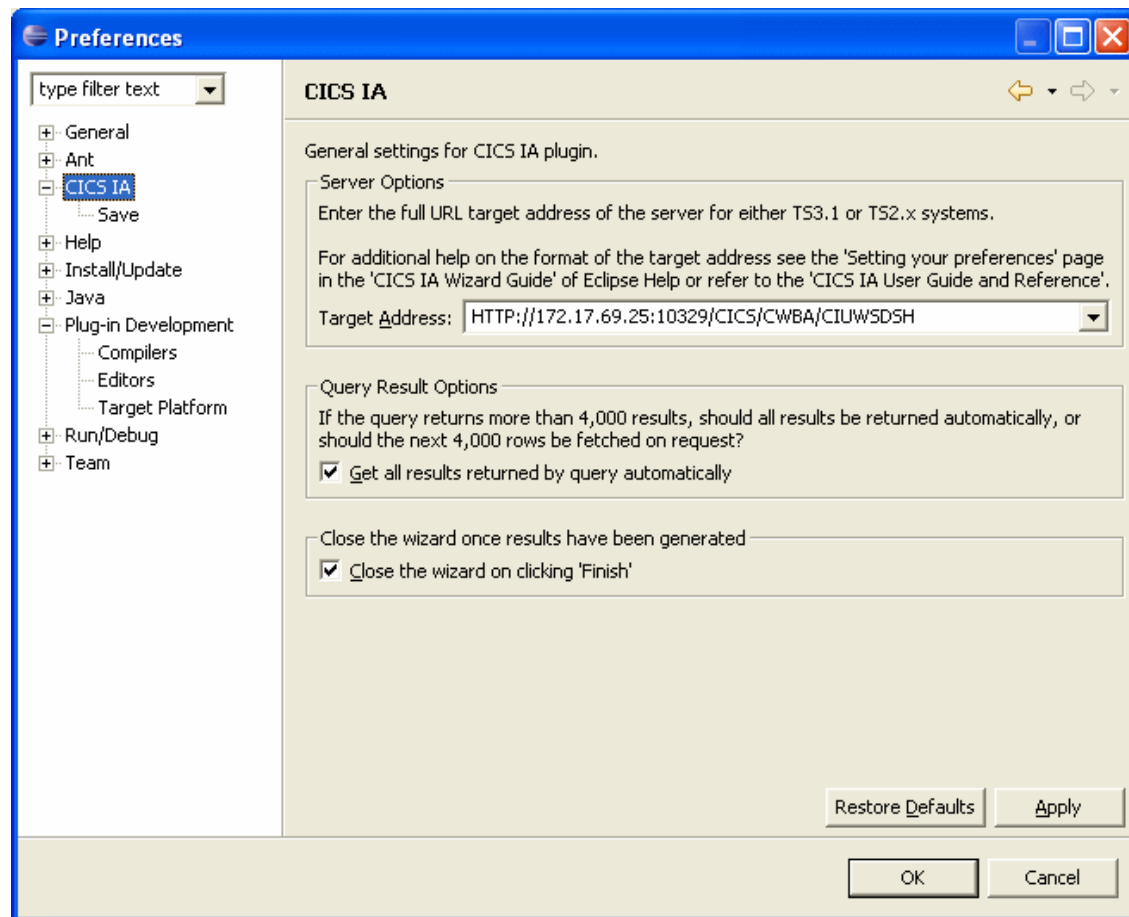 Preferences
type filter text
General
Ant
CICS IA
Save
Help
Install/Update
Java
Plug-in Development
Compilers
Editors
Target Platform
Run/Debug
Team
CICS IA
General settings for CICS IA plugin.
Server Options
Enter the full URL target address of the server for either TS3.1 or TS2.x systems.
For additional help on the format of the target address see the 'Setting your preferences' page
in the 'CICS IA Wizard Guide' of Eclipse Help or refer to the 'CICS IA User Guide and Reference'.
Target Address: HTTP://172.17.69.25:10329/CICS/CWBA/CIUWSDSH
Query Result Options
If the query returns more than 4,000 results, should all results be returned automatically, or
should the next 4,000 rows be fetched on request?
Get all results returned by query automatically
Close the wizard once results have been generated
Close the wizard on clicking 'Finish'
Restore Defaults Apply
OK Cancel